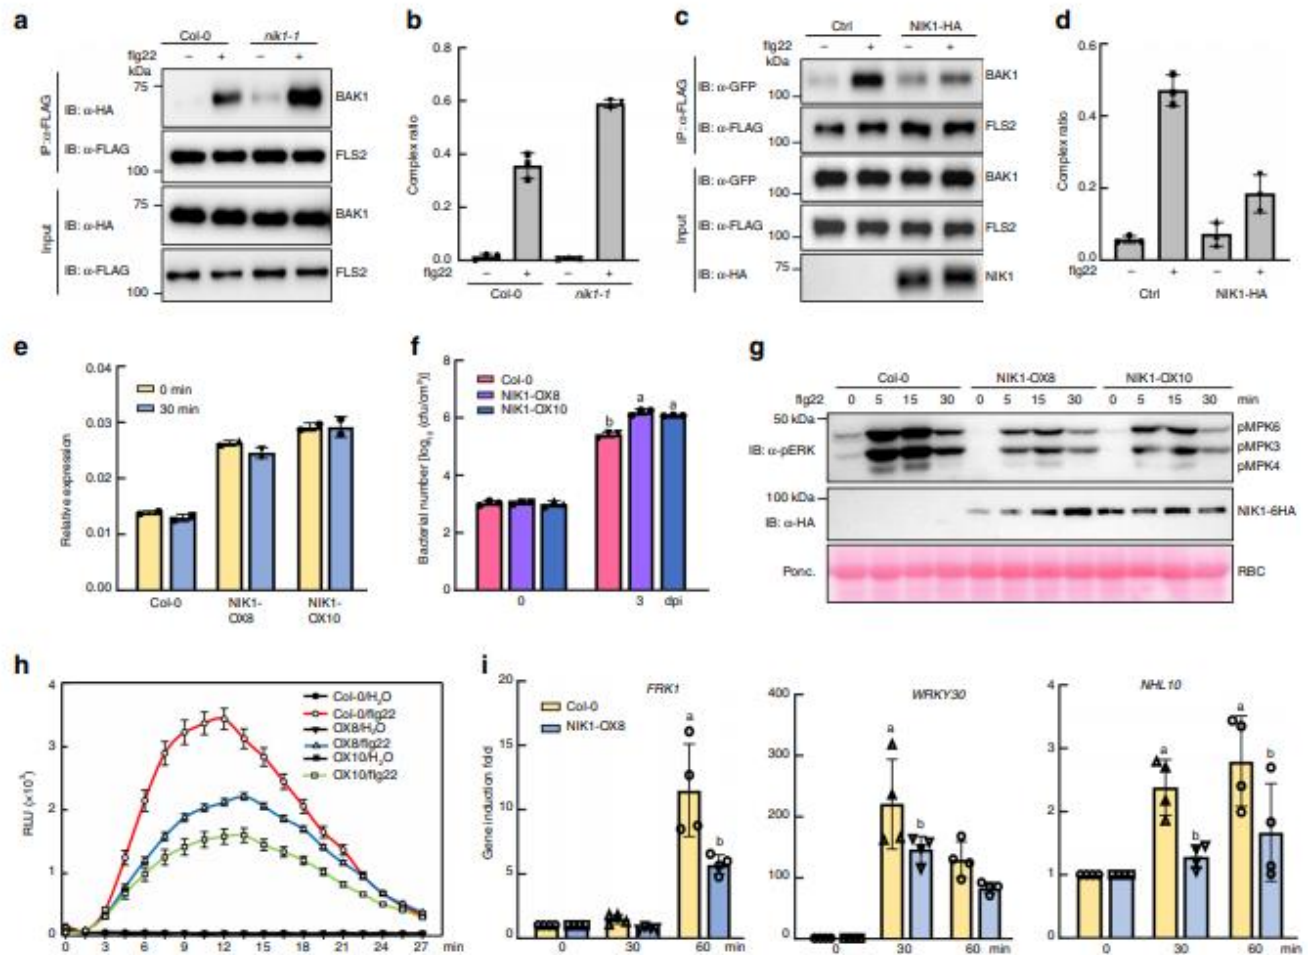 a
Col-0 nik1-1
flg22 − + − +
kDa
IP:α-FLAG
75
IB: α-HA
BAK1
IB: α-FLAG
FLS2
100
Input
75
IB: α-HA
BAK1
IB: α-FLAG
FLS2
100
b
Complex ratio
0.8
0.6
0.4
0.2
0.0
flg22 − + − +
Col-0 nik1-1
c
Ctrl NIK1-HA
flg22 − + − +
kDa
IP: α-FLAG
IB: α-GFP
100
BAK1
IB: α-FLAG
100
FLS2
Input
IB: α-GFP
100
BAK1
IB: α-FLAG
100
FLS2
IB: α-HA
75
NIK1
d
Complex ratio
0.6
0.4
0.2
0.0
flg22 − + − +
Ctrl NIK1-HA
e
Relative expression
0.04
0.03
0.02
0.01
0.00
0 min
30 min
Col-0 NIK1-OX8 NIK1-OX10
f
Bacterial number [log₁₀ (cfu/cm²)]
8
6
4
2
0
Col-0
NIK1-OX8
NIK1-OX10
b a a
0 3 dpi
g
Col-0 NIK1-OX8 NIK1-OX10
flg22 0 5 15 30 0 5 15 30 0 5 15 30 min
50 kDa
IB: α-pERK
pMPK6
pMPK3
pMPK4
100 kDa
IB: α-HA
NIK1-6HA
Ponc.
RBC
h
RLU (×10³)
4
3
2
1
0
Col-0/H₂O
Col-0/flg22
OX8/H₂O
OX8/flg22
OX10/H₂O
OX10/flg22
0 3 6 9 12 15 18 21 24 27 min
i
Gene induction fold
FRK1
20
15
10
5
0
Col-0
NIK1-OX8
a
b
0 30 60 min
WRKY30
400
300
200
100
0
a
b
0 30 60 min
NHL10
4
3
2
1
0
a
b
a
b
0 30 60 min